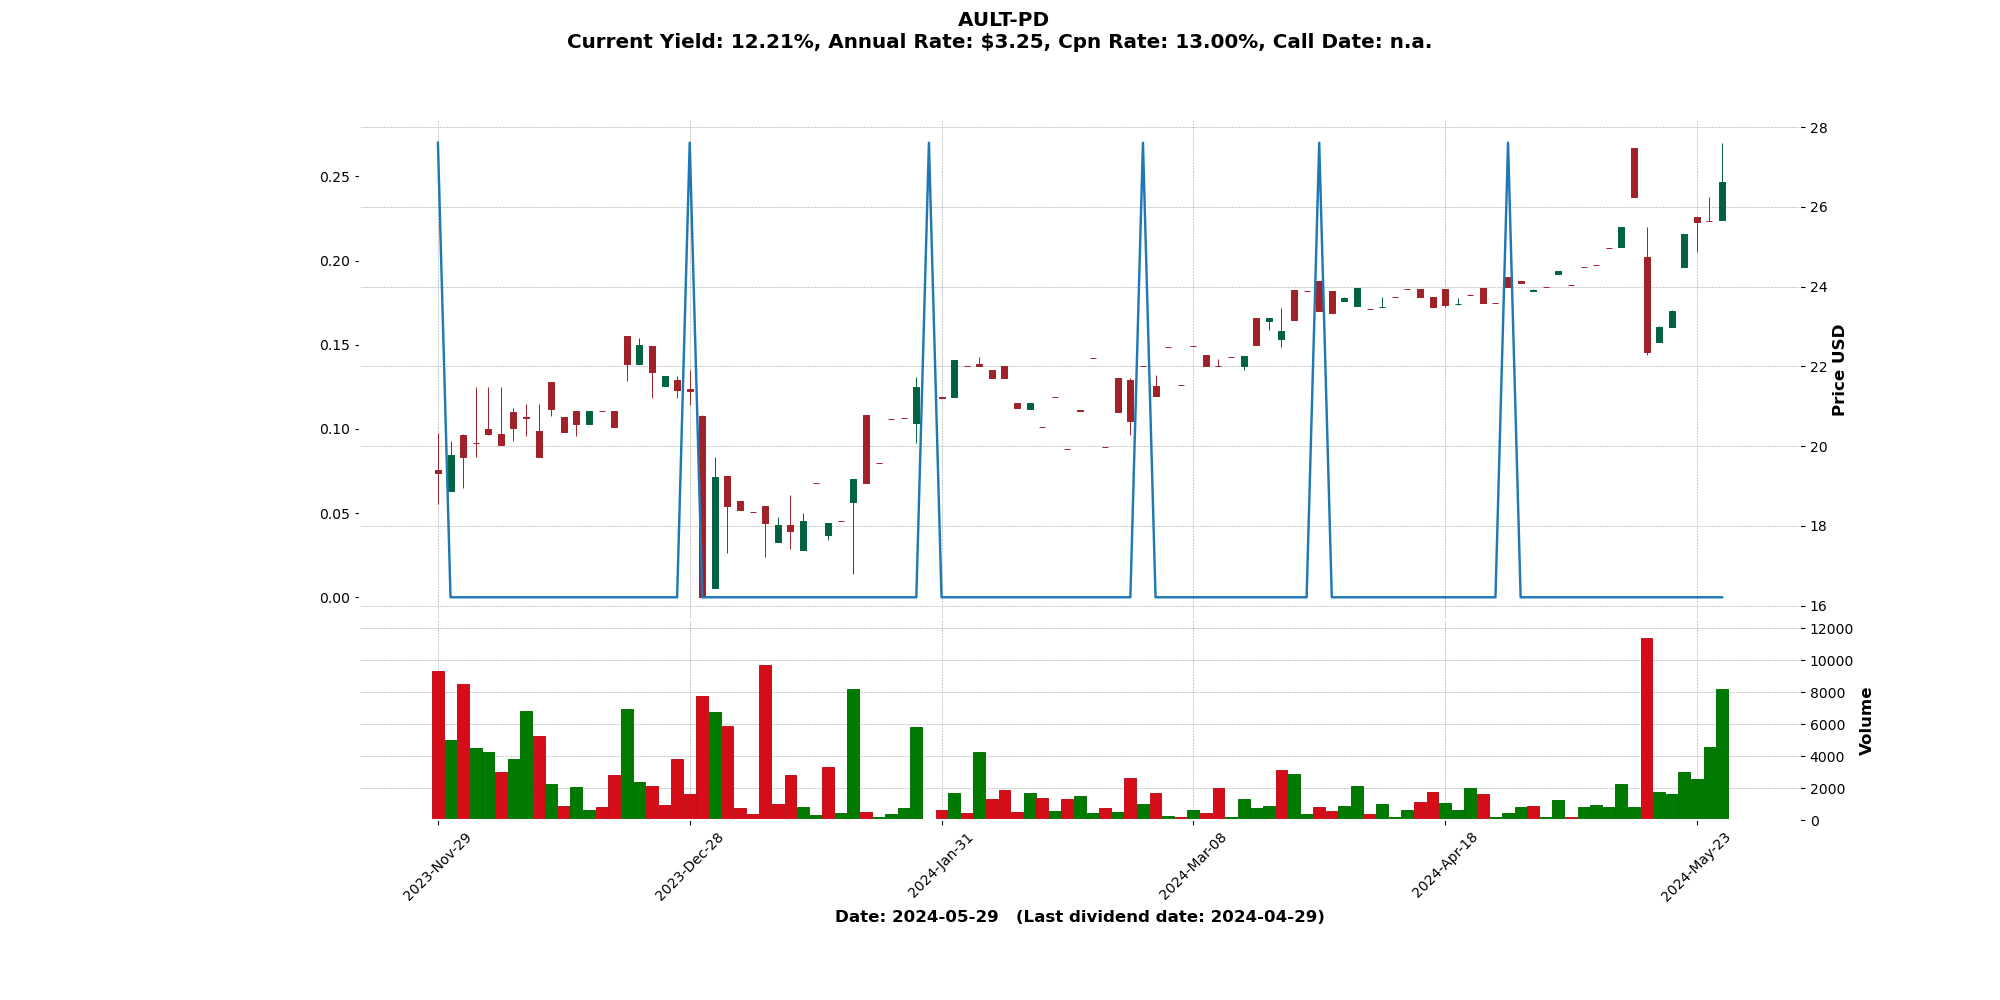 AULT-PD
Current Yield: 12.21%, Annual Rate: $3.25, Cpn Rate: 13.00%, Call Date: n.a.
28
0.25
26
0.20
24
0.15
22
Price USD
0.10
20
0.05
18
0.00
16
12000
10000
8000
6000
4000
2000
0
Volume
2023-Nov-29
2023-Dec-28
2024-Jan-31
2024-Mar-08
2024-Apr-18
2024-May-23
Date: 2024-05-29 (Last dividend date: 2024-04-29)